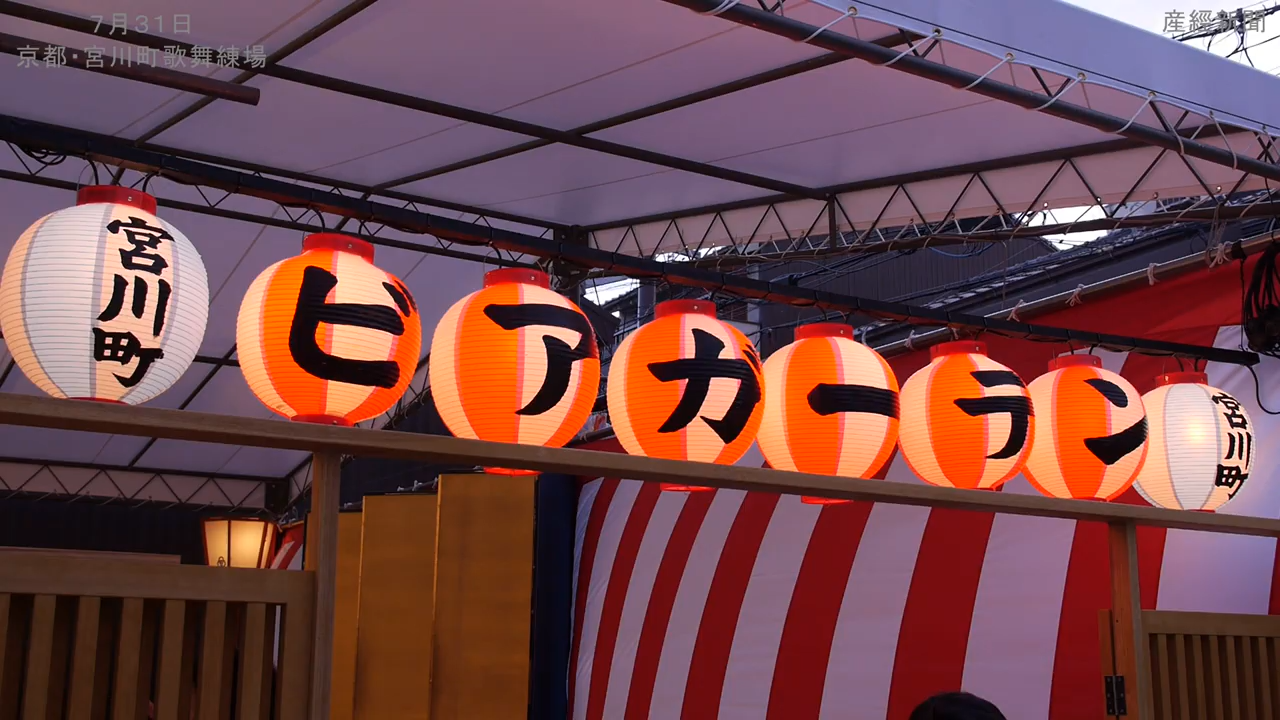 7月31日
京都・宮川町歌舞練場
産經新聞
宮川町
ビアガーラン
宮川町